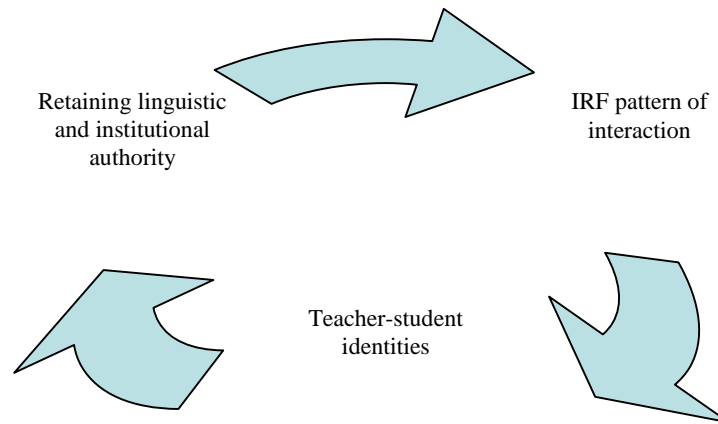 Retaining linguistic
and institutional
authority
IRF pattern of
interaction
Teacher-student
identities